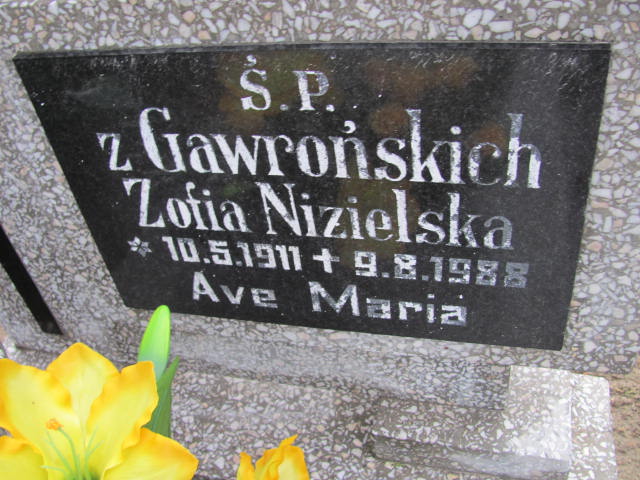 Ś.P.
z Gawrońskich
Zofia Nizielska
* 10.5.1911 + 9.8.1988
Ave Maria